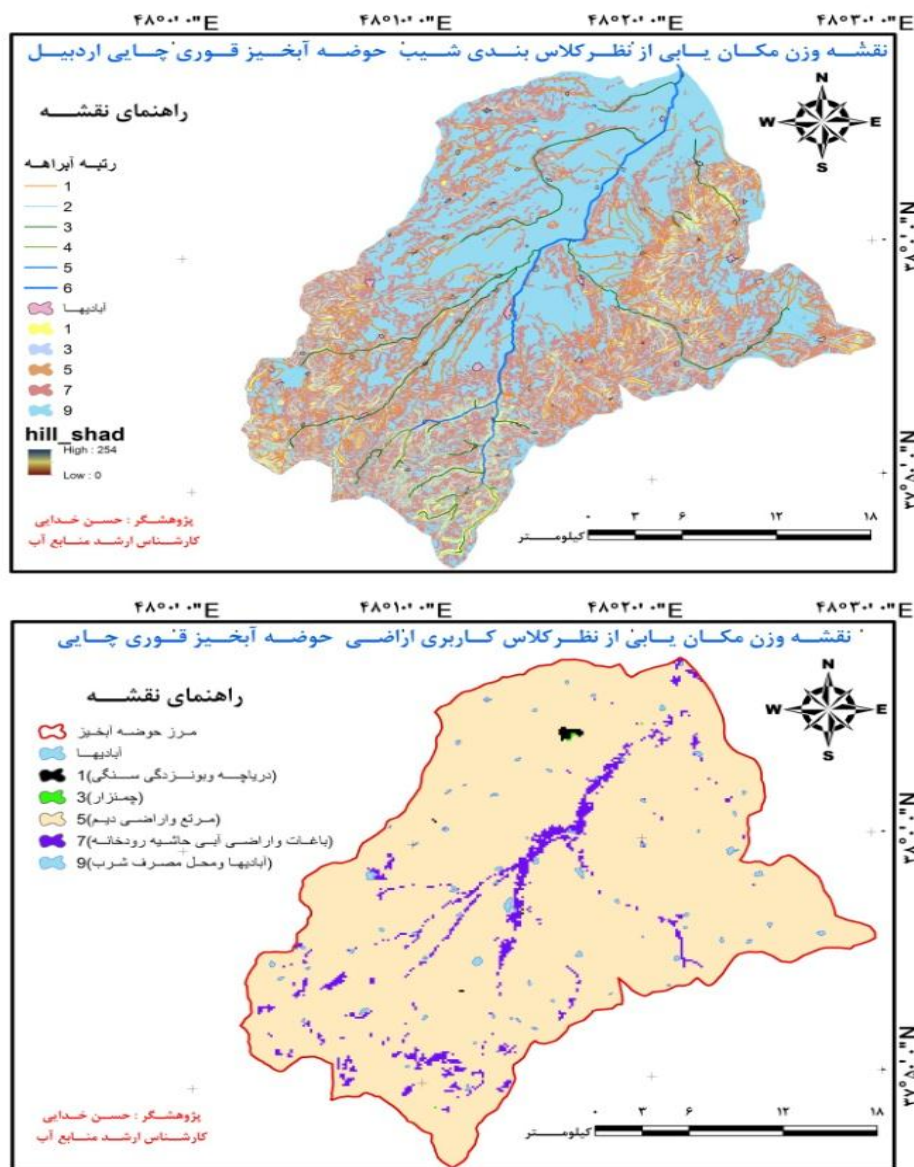 ۴۸°۰'۰"E ۴۸°۱۰'۰"E ۴۸°۲۰'۰"E ۴۸°۳۰'۰"E
نقشه وزن مکان یابی از نظر کلاس بندی شیب حوضه آبخیز قوری چایی اردبیل
راهنمای نقشه
رتبه آبراهه
1
2
3
4
5
6
آبادیها
1
3
5
7
9
hill_shad
High : 254
Low : 0
N
W E
S
پژوهشگر : حسن خدایی
کارشناس ارشد منابع آب
۰ ۳ ۶ ۱۲ ۱۸
کیلومتر
۴۸°۰'۰"E ۴۸°۱۰'۰"E ۴۸°۲۰'۰"E ۴۸°۳۰'۰"E
نقشه وزن مکان یابی از نظر کلاس کاربری اراضی حوضه آبخیز قوری چایی
راهنمای نقشه
مرز حوضه آبخیز
آبادیها
1(دریاچه وبونزدگی سنگی)
3(چمنزار)
5(مرتع واراضی دیم)
7(باغات واراضی آبی حاشیه رودخانه)
9(آبادیها ومحل مصرف شرب)
N
W E
S
پژوهشگر : حسن خدایی
کارشناس ارشد منابع آب
۰ ۳ ۶ ۱۲ ۱۸
کیلومتر